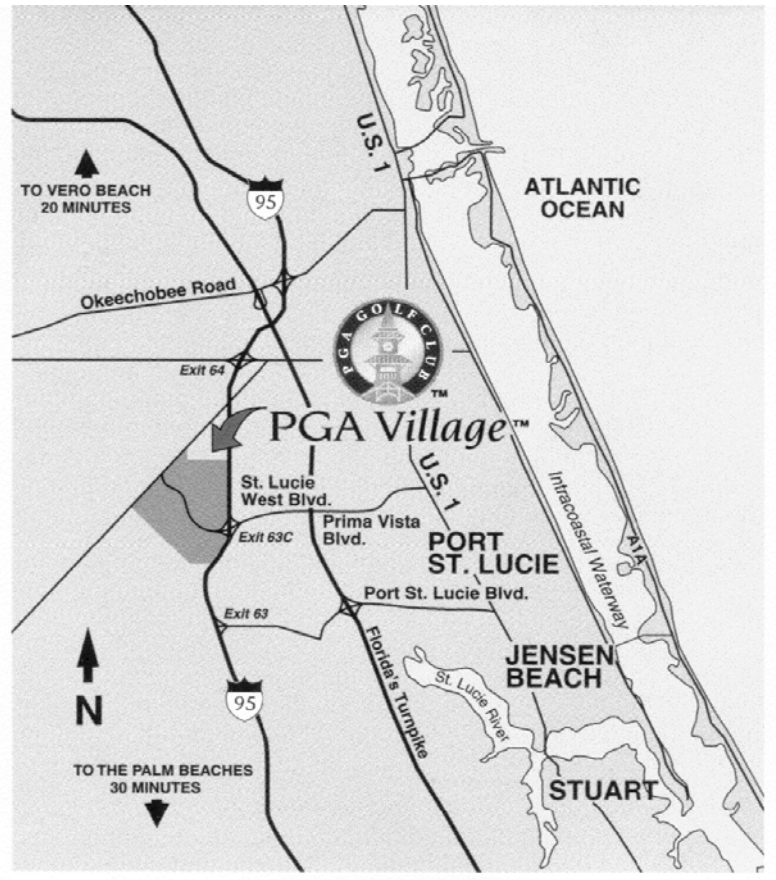 U.S. 1
95
TO VERO BEACH
20 MINUTES
ATLANTIC
OCEAN
Okeechobee Road
PGA GOLF CLUB
™
Exit 64
PGA Village™
U.S. 1
St. Lucie
West Blvd.
Intracoastal Waterway
Prima Vista
Blvd.
Exit 63C
PORT
ST. LUCIE
A1A
Port St. Lucie Blvd.
Exit 63
Florida's Turnpike
JENSEN
BEACH
St. Lucie River
N
95
TO THE PALM BEACHES
30 MINUTES
STUART